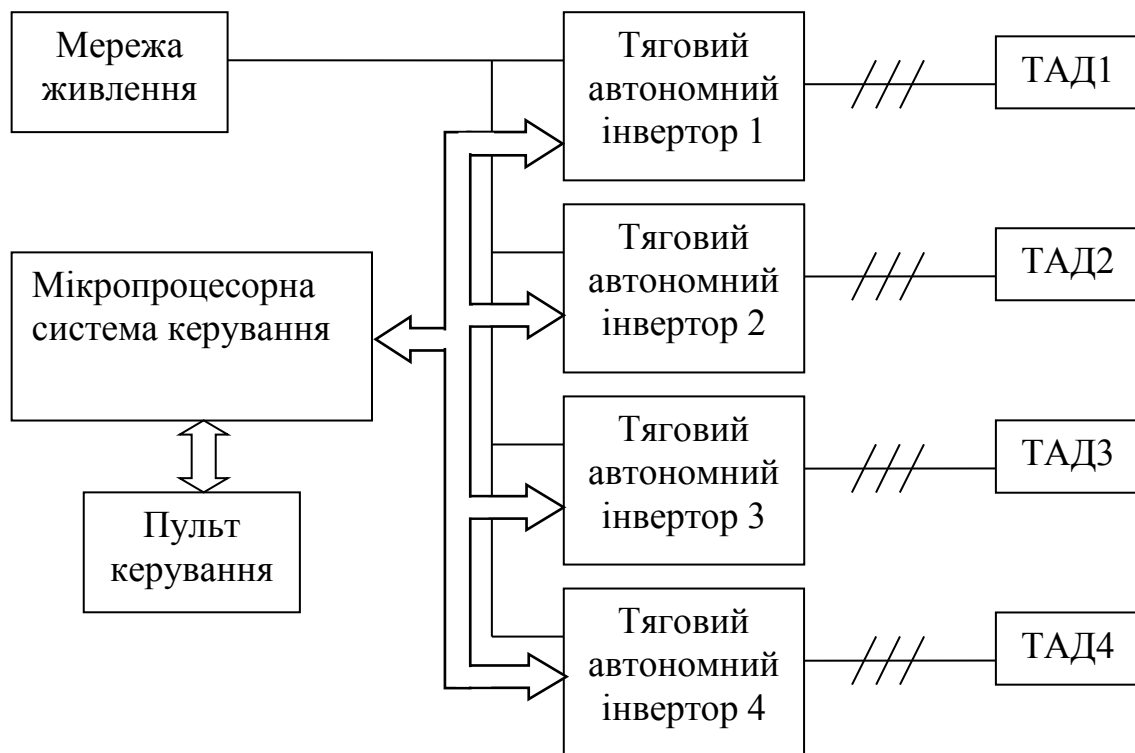 Мережа
живлення
Тяговий
автономний
інвертор 1
ТАД1
Тяговий
автономний
інвертор 2
ТАД2
Мікропроцесорна
система керування
Тяговий
автономний
інвертор 3
ТАД3
Пульт
керування
Тяговий
автономний
інвертор 4
ТАД4